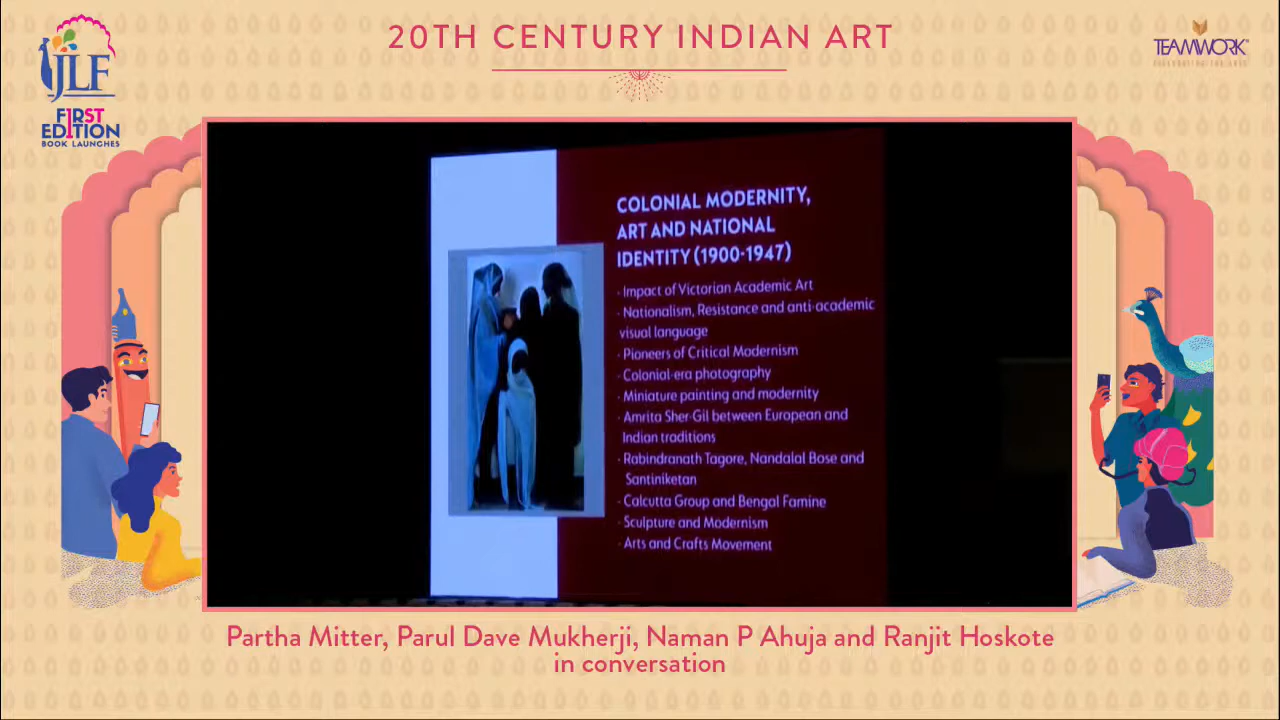 20TH CENTURY INDIAN ART
JLF
FIRST
EDITION
BOOK LAUNCHES
TEAMWORK
COLONIAL MODERNITY,
ART AND NATIONAL
IDENTITY (1900-1947)
· Impact of Victorian Academic Art
· Nationalism, Resistance and anti-academic
visual language
· Pioneers of Critical Modernism
· Colonial-era photography
· Miniature painting and modernity
· Amrita Sher-Gil between European and
Indian traditions
· Rabindranath Tagore, Nandalal Bose and
Santiniketan
· Calcutta Group and Bengal Famine
· Sculpture and Modernism
· Arts and Crafts Movement
Partha Mitter, Parul Dave Mukherji, Naman P Ahuja and Ranjit Hoskote
in conversation